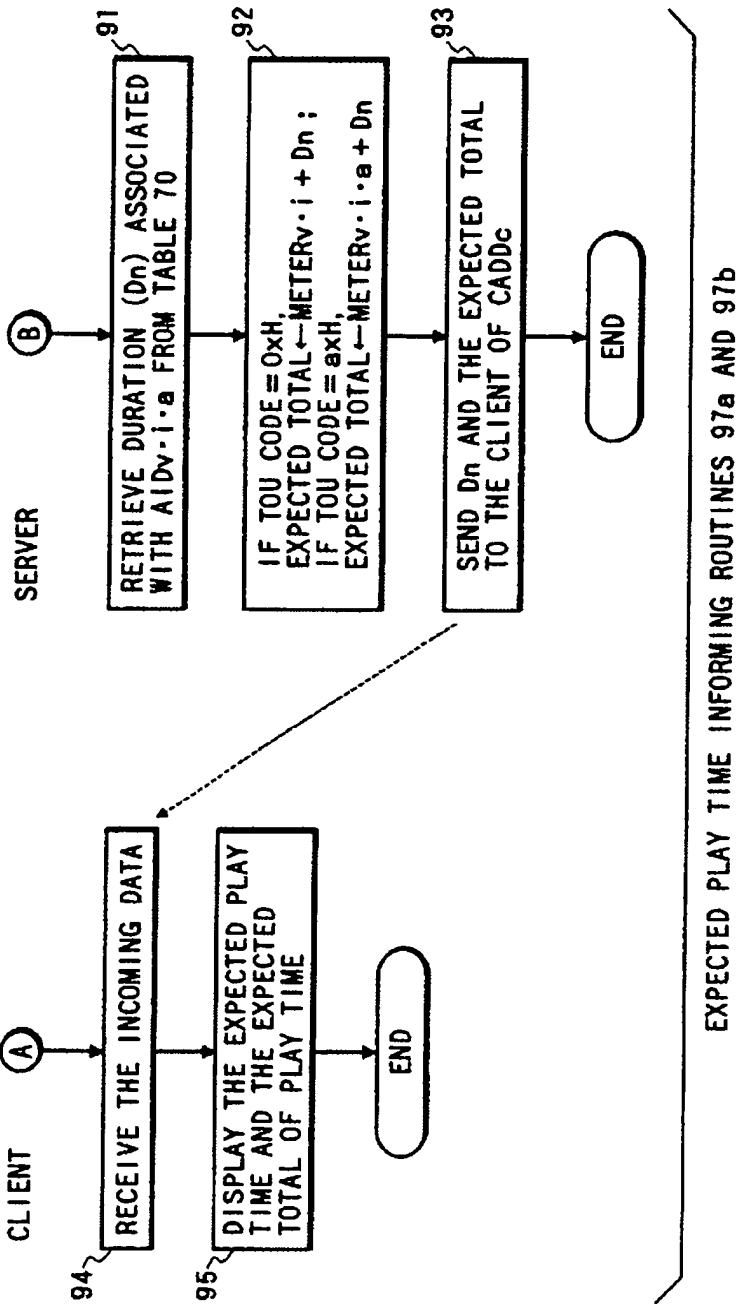 CLIENT
A
94
RECEIVE THE INCOMING DATA
95
DISPLAY THE EXPECTED PLAY
TIME AND THE EXPECTED
TOTAL OF PLAY TIME
END
SERVER
B
91
RETRIEVE DURATION (Dn) ASSOCIATED
WITH AIDv·i·a FROM TABLE 70
92
IF TOU CODE=0xH,
EXPECTED TOTAL←METERv·i+Dn;
IF TOU CODE=axH,
EXPECTED TOTAL←METERv·i·a+Dn
93
SEND Dn AND THE EXPECTED TOTAL
TO THE CLIENT OF CADDc
END
EXPECTED PLAY TIME INFORMING ROUTINES 97a AND 97b